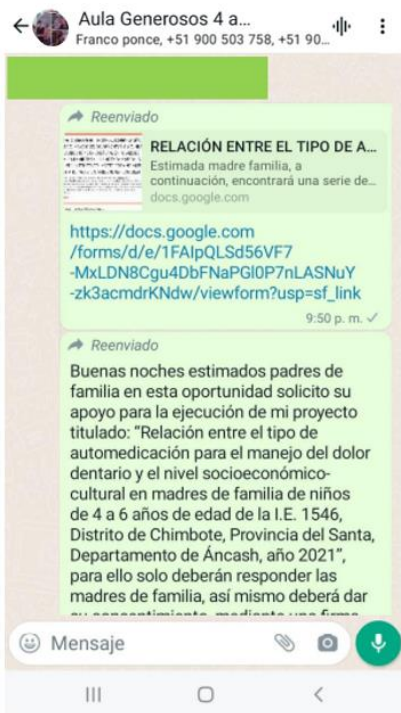 Aula Generosos 4 a...
Franco ponce, +51 900 503 758, +51 90...
Reenviado
RELACIÓN ENTRE EL TIPO DE A...
Estimada madre familia, a
continuación, encontrará una serie de...
docs.google.com
https://docs.google.com
/forms/d/e/1FAIpQLSd56VF7
-MxLDN8Cgu4DbFNaPGl0P7nLASNuY
-zk3acmdrKNdw/viewform?usp=sf_link
9:50 p. m.
Reenviado
Buenas noches estimados padres de
familia en esta oportunidad solicito su
apoyo para la ejecución de mi proyecto
titulado: “Relación entre el tipo de
automedicación para el manejo del dolor
dentario y el nivel socioeconómico-
cultural en madres de familia de niños
de 4 a 6 años de edad de la I.E. 1546,
Distrito de Chimbote, Provincia del Santa,
Departamento de Áncash, año 2021”,
para ello solo deberán responder las
madres de familia, así mismo deberá dar
su consentimiento, mediante una firma
Mensaje